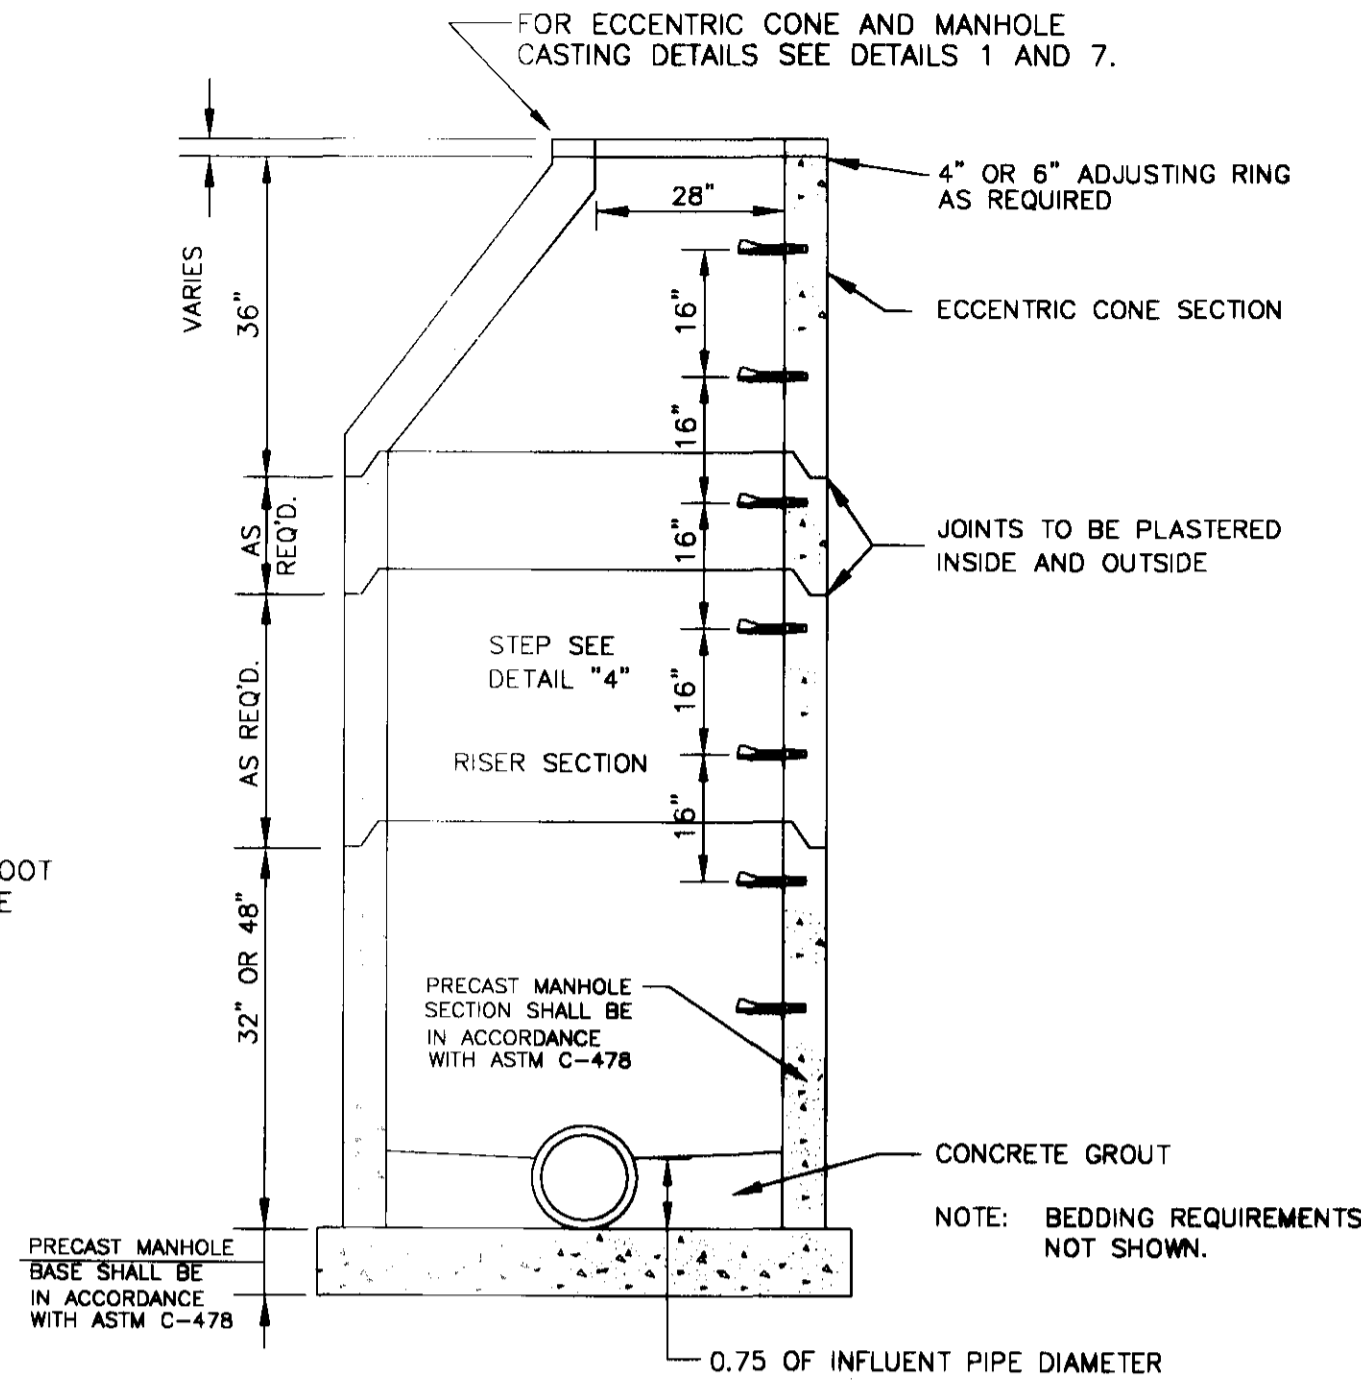 FOR ECCENTRIC CONE AND MANHOLE
CASTING DETAILS SEE DETAILS 1 AND 7.
4" OR 6" ADJUSTING RING
AS REQUIRED
28"
VARIES
36"
16"
ECCENTRIC CONE SECTION
16"
AS
REQ'D.
16"
JOINTS TO BE PLASTERED
INSIDE AND OUTSIDE
STEP SEE
DETAIL "4"
AS REQ'D.
16"
RISER SECTION
16"
OOT
E
32" OR 48"
PRECAST MANHOLE
SECTION SHALL BE
IN ACCORDANCE
WITH ASTM C-478
CONCRETE GROUT
NOTE: BEDDING REQUIREMENTS
NOT SHOWN.
PRECAST MANHOLE
BASE SHALL BE
IN ACCORDANCE
WITH ASTM C-478
0.75 OF INFLUENT PIPE DIAMETER